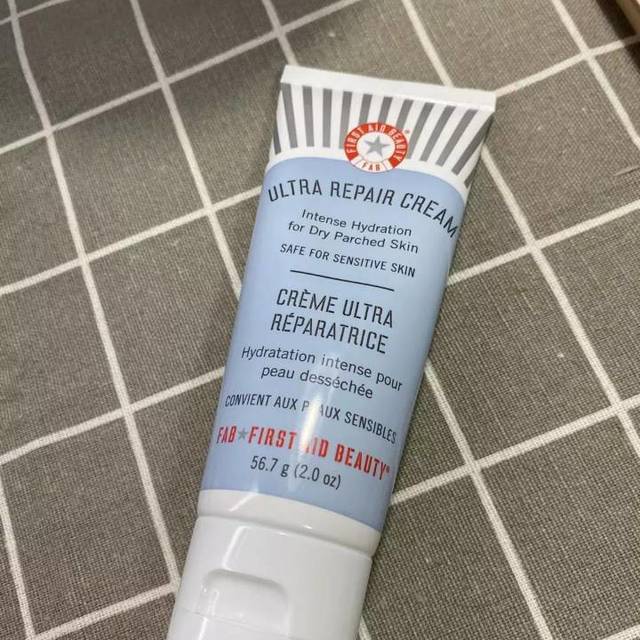 FIRST AID BEAUTY
FAB
ULTRA REPAIR CREAM
Intense Hydration
for Dry Parched Skin
SAFE FOR SENSITIVE SKIN
CRÈME ULTRA
RÉPARATRICE
Hydratation intense pour
peau desséchée
CONVIENT AUX PEAUX SENSIBLES
FAB★FIRST AID BEAUTY®
56.7 g (2.0 oz)